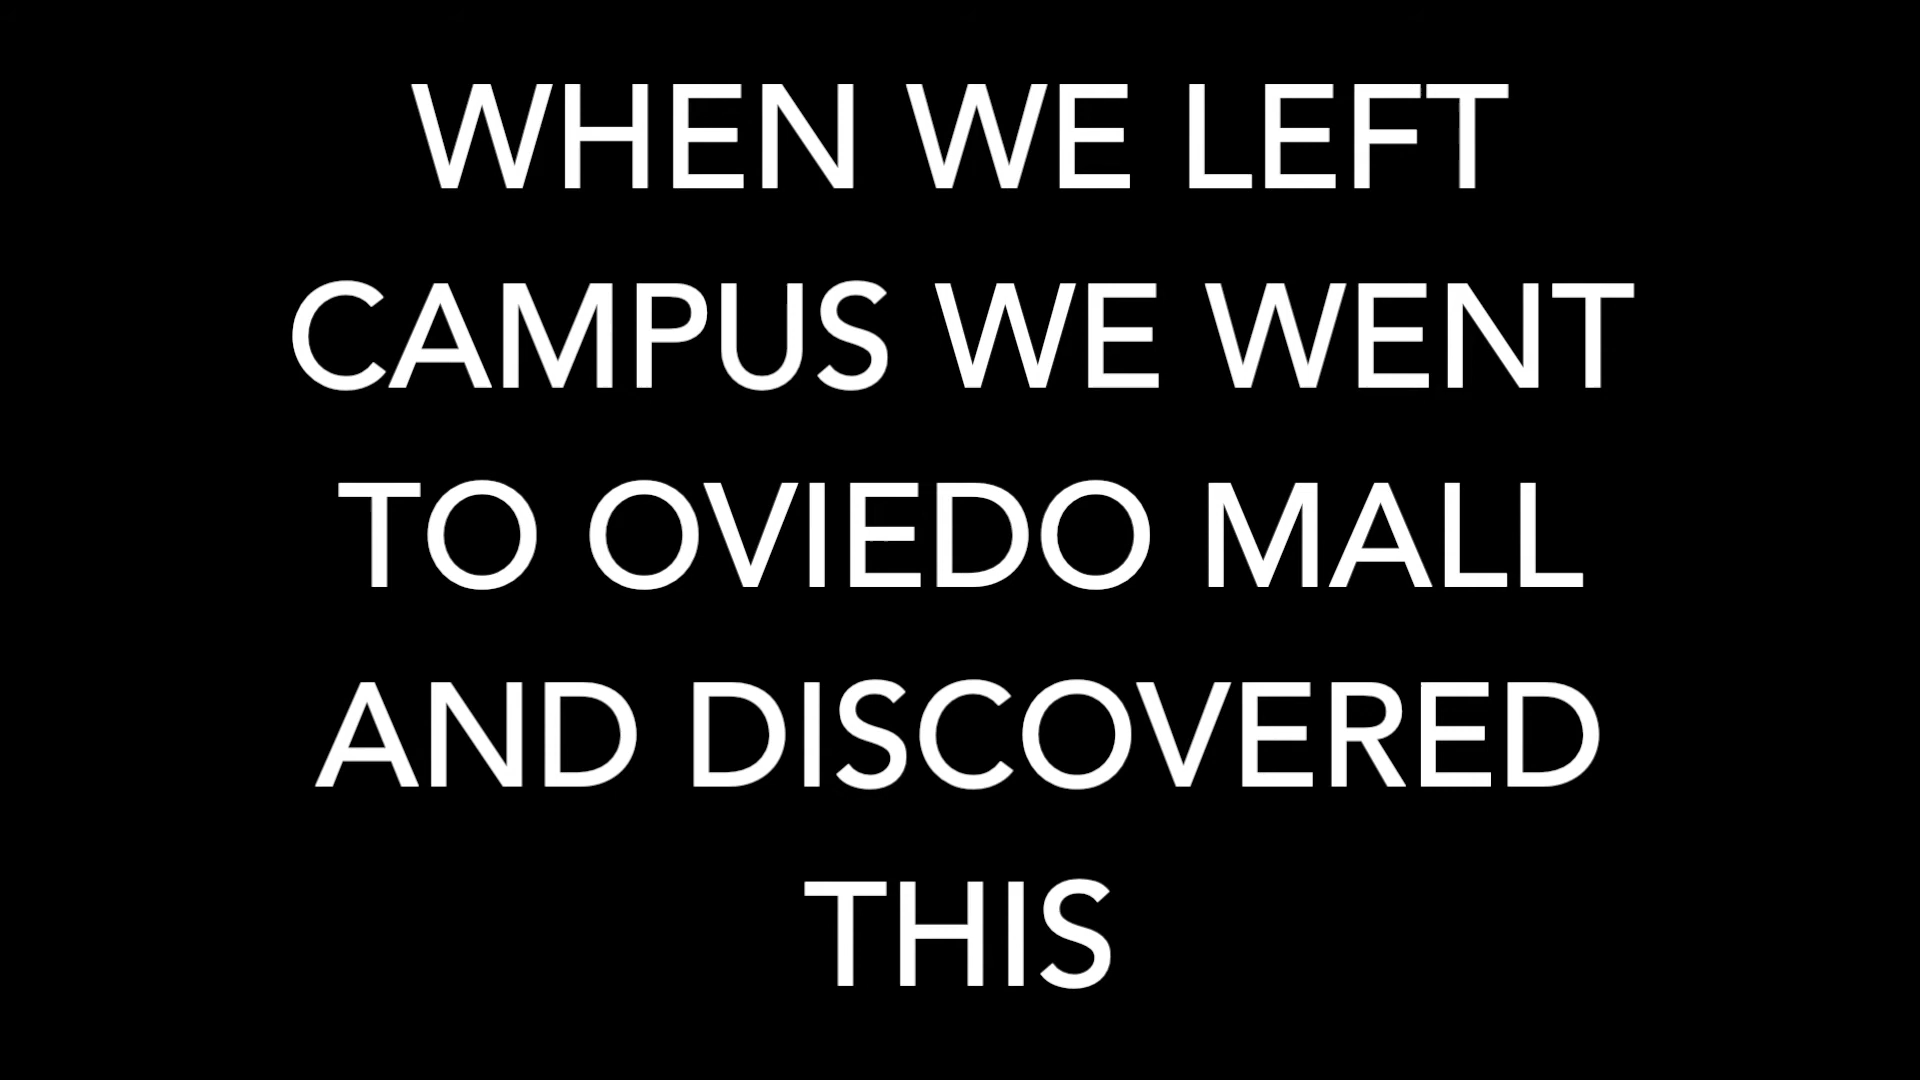 WHEN WE LEFT
CAMPUS WE WENT
TO OVIEDO MALL
AND DISCOVERED
THIS